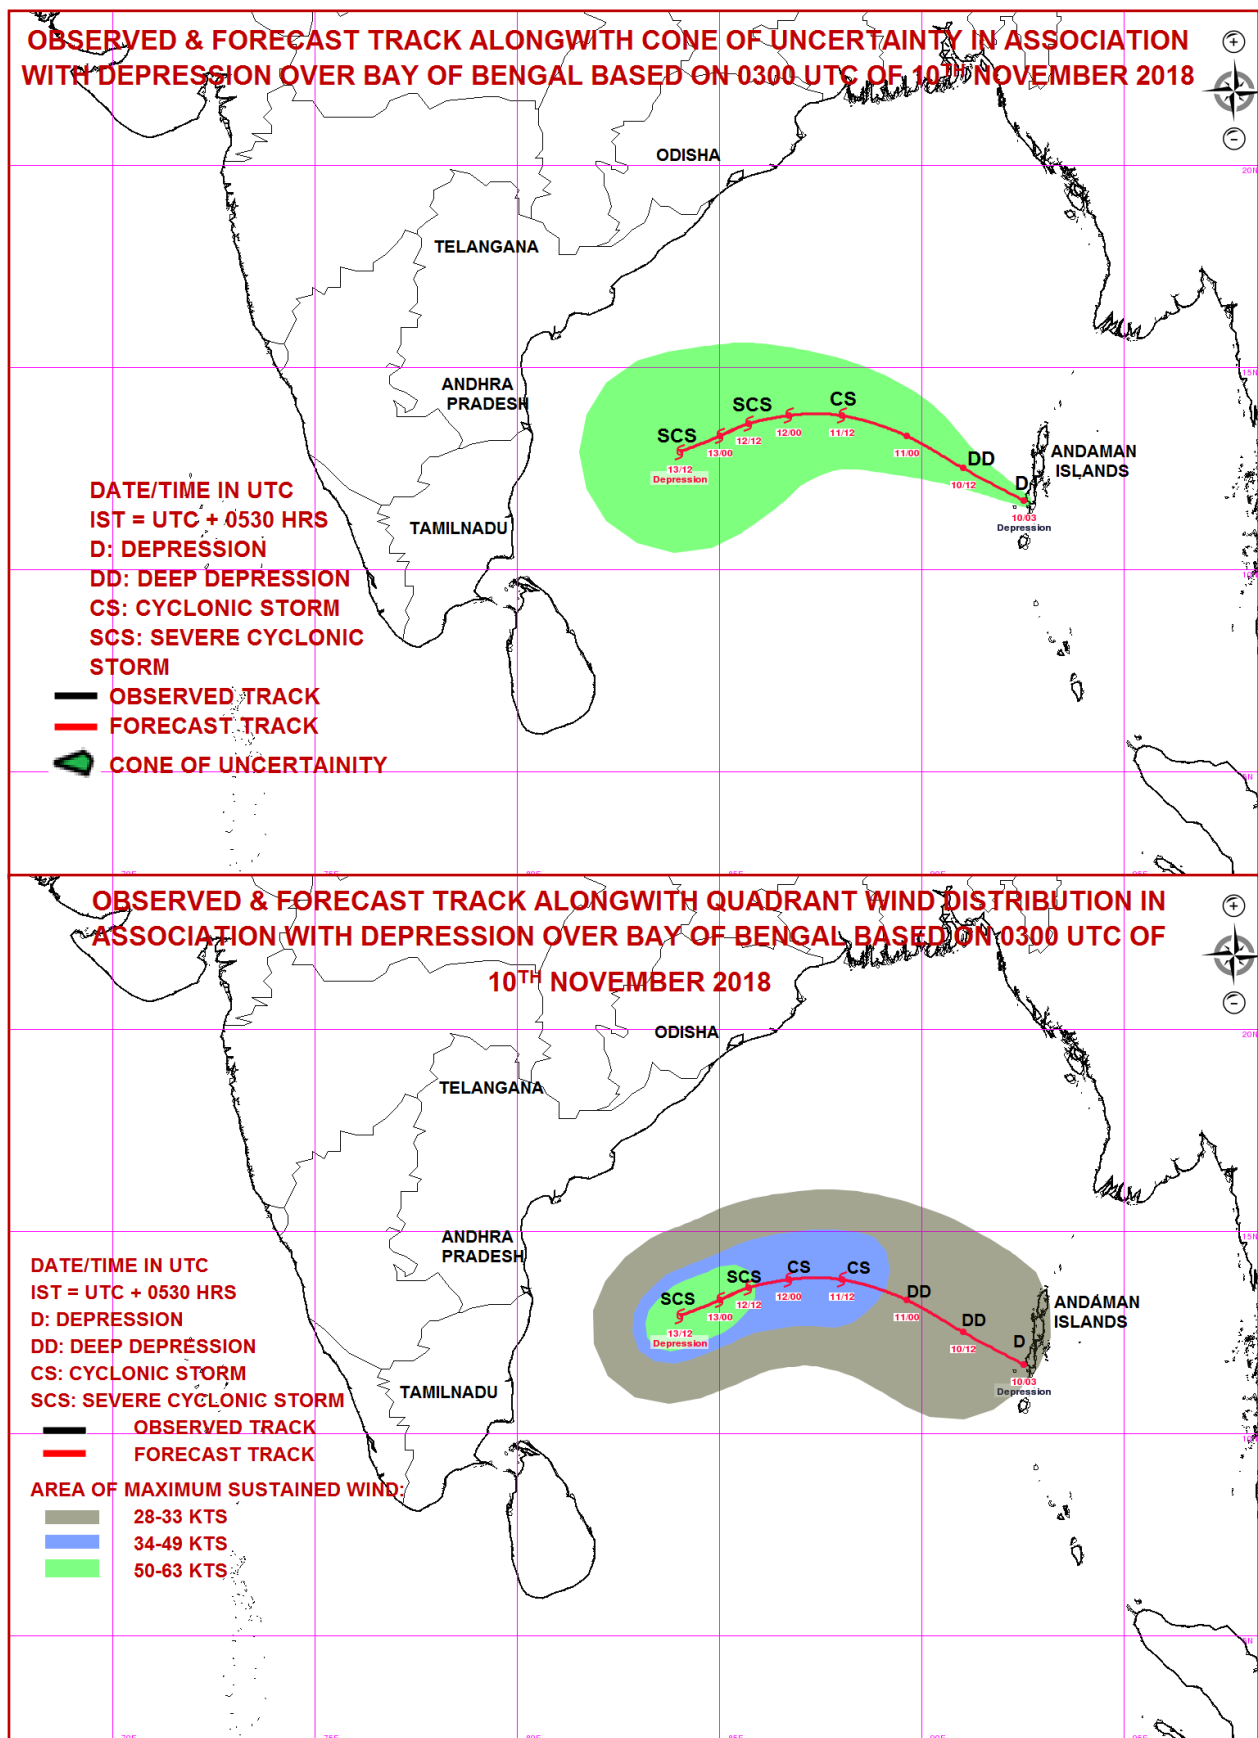 OBSERVED & FORECAST TRACK ALONGWITH CONE OF UNCERTAINTY IN ASSOCIATION
WITH DEPRESSION OVER BAY OF BENGAL BASED ON 0300 UTC OF 10TH NOVEMBER 2018
ODISHA
20N
TELANGANA
15N
ANDHRA
PRADESH
SCS
SCS
CS
12/12
12/00
11/12
11/00
13/00
13/12
Depression
DD
10/12
D
10/03
Depression
ANDAMAN
ISLANDS
TAMILNADU
DATE/TIME IN UTC
IST = UTC + 0530 HRS
D: DEPRESSION
DD: DEEP DEPRESSION
CS: CYCLONIC STORM
SCS: SEVERE CYCLONIC
STORM
OBSERVED TRACK
FORECAST TRACK
CONE OF UNCERTAINITY
OBSERVED & FORECAST TRACK ALONGWITH QUADRANT WIND DISTRIBUTION IN
ASSOCIATION WITH DEPRESSION OVER BAY OF BENGAL BASED ON 0300 UTC OF
10TH NOVEMBER 2018
ODISHA
20N
TELANGANA
15N
ANDHRA
PRADESH
SCS
SCS
CS
CS
DD
DD
D
13/12
Depression
13/00
12/12
12/00
11/12
11/00
10/12
10/03
Depression
ANDAMAN
ISLANDS
TAMILNADU
DATE/TIME IN UTC
IST = UTC + 0530 HRS
D: DEPRESSION
DD: DEEP DEPRESSION
CS: CYCLONIC STORM
SCS: SEVERE CYCLONIC STORM
OBSERVED TRACK
FORECAST TRACK
AREA OF MAXIMUM SUSTAINED WIND:
28-33 KTS
34-49 KTS
50-63 KTS